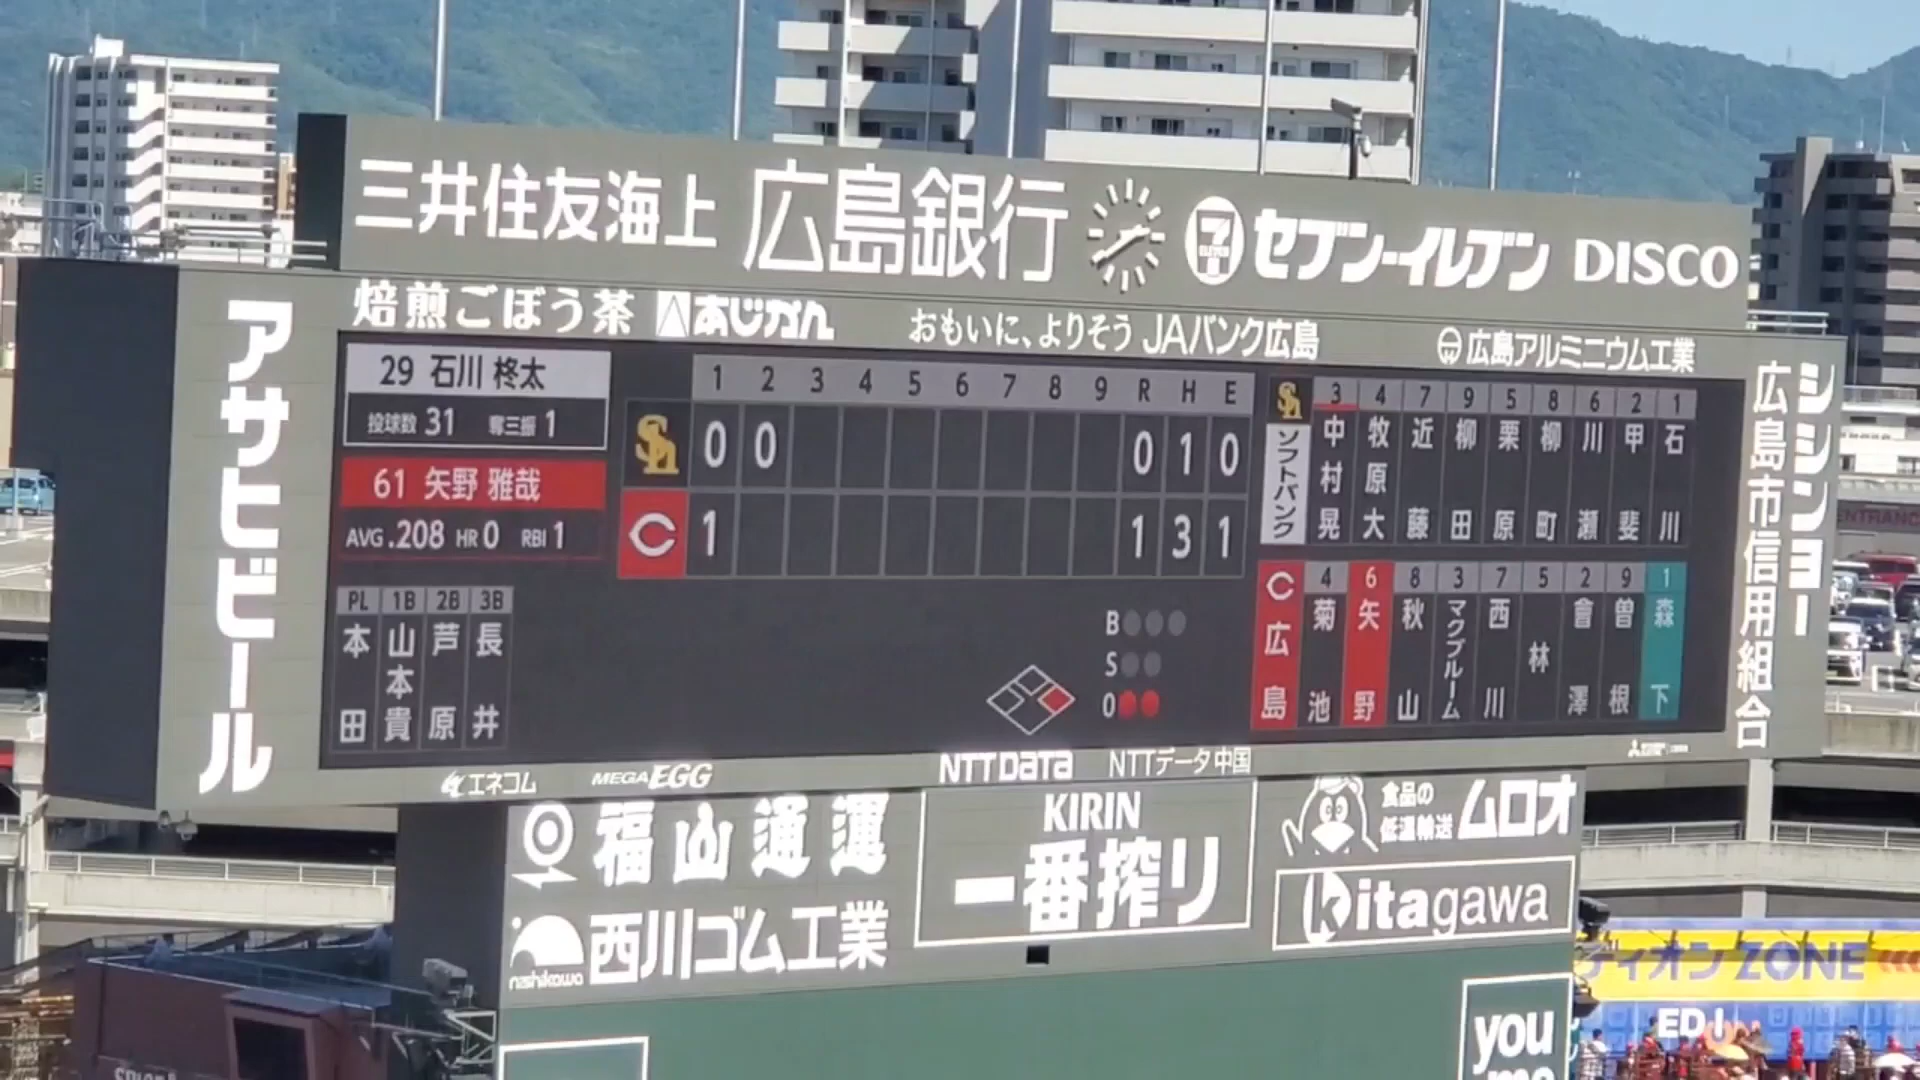 三井住友海上 広島銀行 7 ELEVEN セブン-イレブン DISCO
焙煎ごぼう茶 あじかん おもいに、よりそう JAバンク広島 広島アルミニウム工業
アサヒビール
29 石川 柊太
投球数 31 奪三振 1
61 矢野 雅哉
AVG .208 HR 0 RBI 1
PL 1B 2B 3B
本田 山本貴 芦原 長井
1 2 3 4 5 6 7 8 9 R H E
SH 0 0 0 1 0
C 1 1 3 1
B
S
O
SH 3 4 7 9 5 8 6 2 1
ソフトバンク 中村晃 牧原大 近藤 柳田 栗原 柳町 川瀬 甲斐 石川
C 4 6 8 3 7 5 2 9 1
広島 菊池 矢野 秋山 マクブルーム 西川 林 會澤 曽根 森下
シシンヨー
広島市信用組合
エネコム MEGA EGG NTT DATA NTTデータ中国
福山通運
KIRIN
一番搾り
食品の
低温輸送 ムロオ
nishikawa 西川ゴム工業
Kitagawa
ディオン ZONE
EDI
you
me
ENTRANC